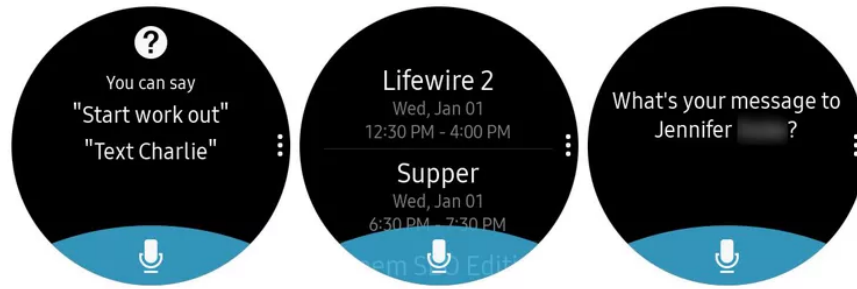 ?
You can say
"Start work out"
"Text Charlie"
Lifewire 2
Wed, Jan 01
12:30 PM - 4:00 PM
Supper
Wed, Jan 01
6:30 PM - 7:30 PM
What's your message to
Jennifer ?